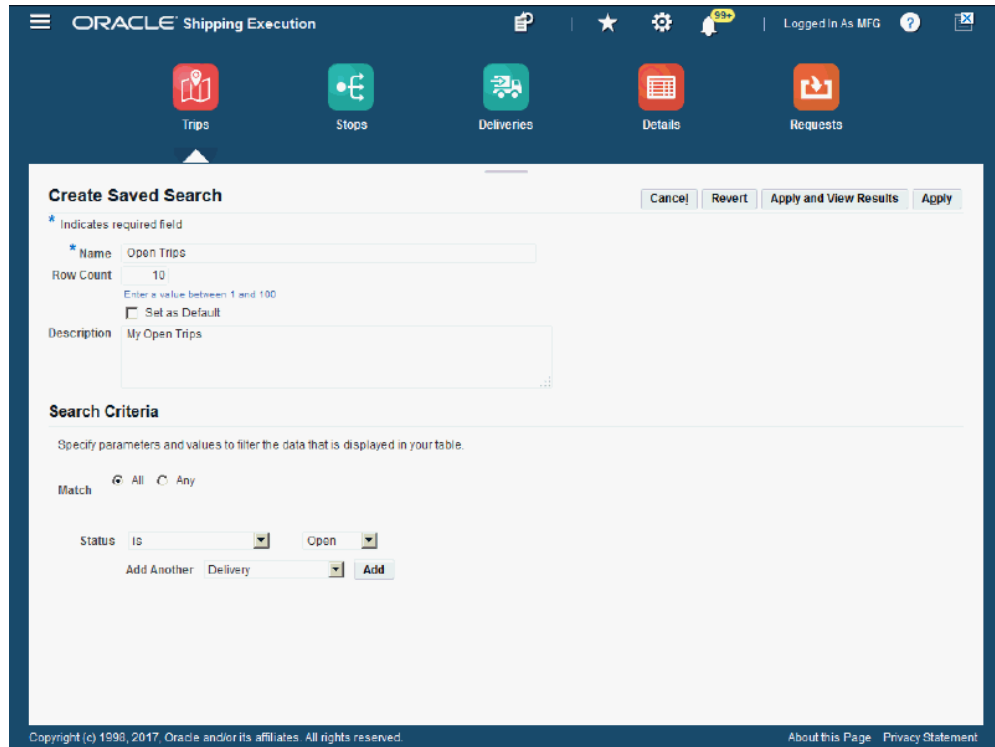 ORACLE® Shipping Execution
99+
Logged In As MFG
?
Trips
Stops
Deliveries
Details
Requests
Create Saved Search
Cancel Revert Apply and View Results Apply
* Indicates required field
* Name Open Trips
Row Count 10
Enter a value between 1 and 100
Set as Default
Description My Open Trips
Search Criteria
Specify parameters and values to filter the data that is displayed in your table.
Match All Any
Status is Open
Add Another Delivery Add
Copyright (c) 1998, 2017, Oracle and/or its affiliates. All rights reserved. About this Page Privacy Statement